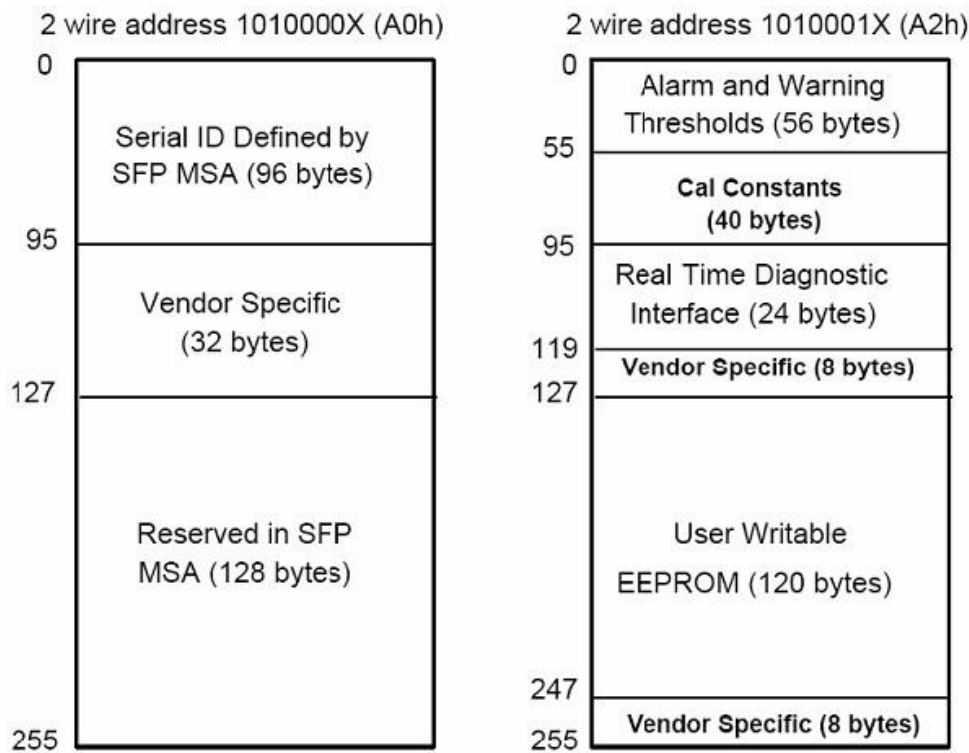 2 wire address 1010000X (A0h)
0
Serial ID Defined by
SFP MSA (96 bytes)
95
Vendor Specific
(32 bytes)
127
Reserved in SFP
MSA (128 bytes)
255
2 wire address 1010001X (A2h)
0
Alarm and Warning
Thresholds (56 bytes)
55
Cal Constants
(40 bytes)
95
Real Time Diagnostic
Interface (24 bytes)
119
Vendor Specific (8 bytes)
127
User Writable
EEPROM (120 bytes)
247
Vendor Specific (8 bytes)
255